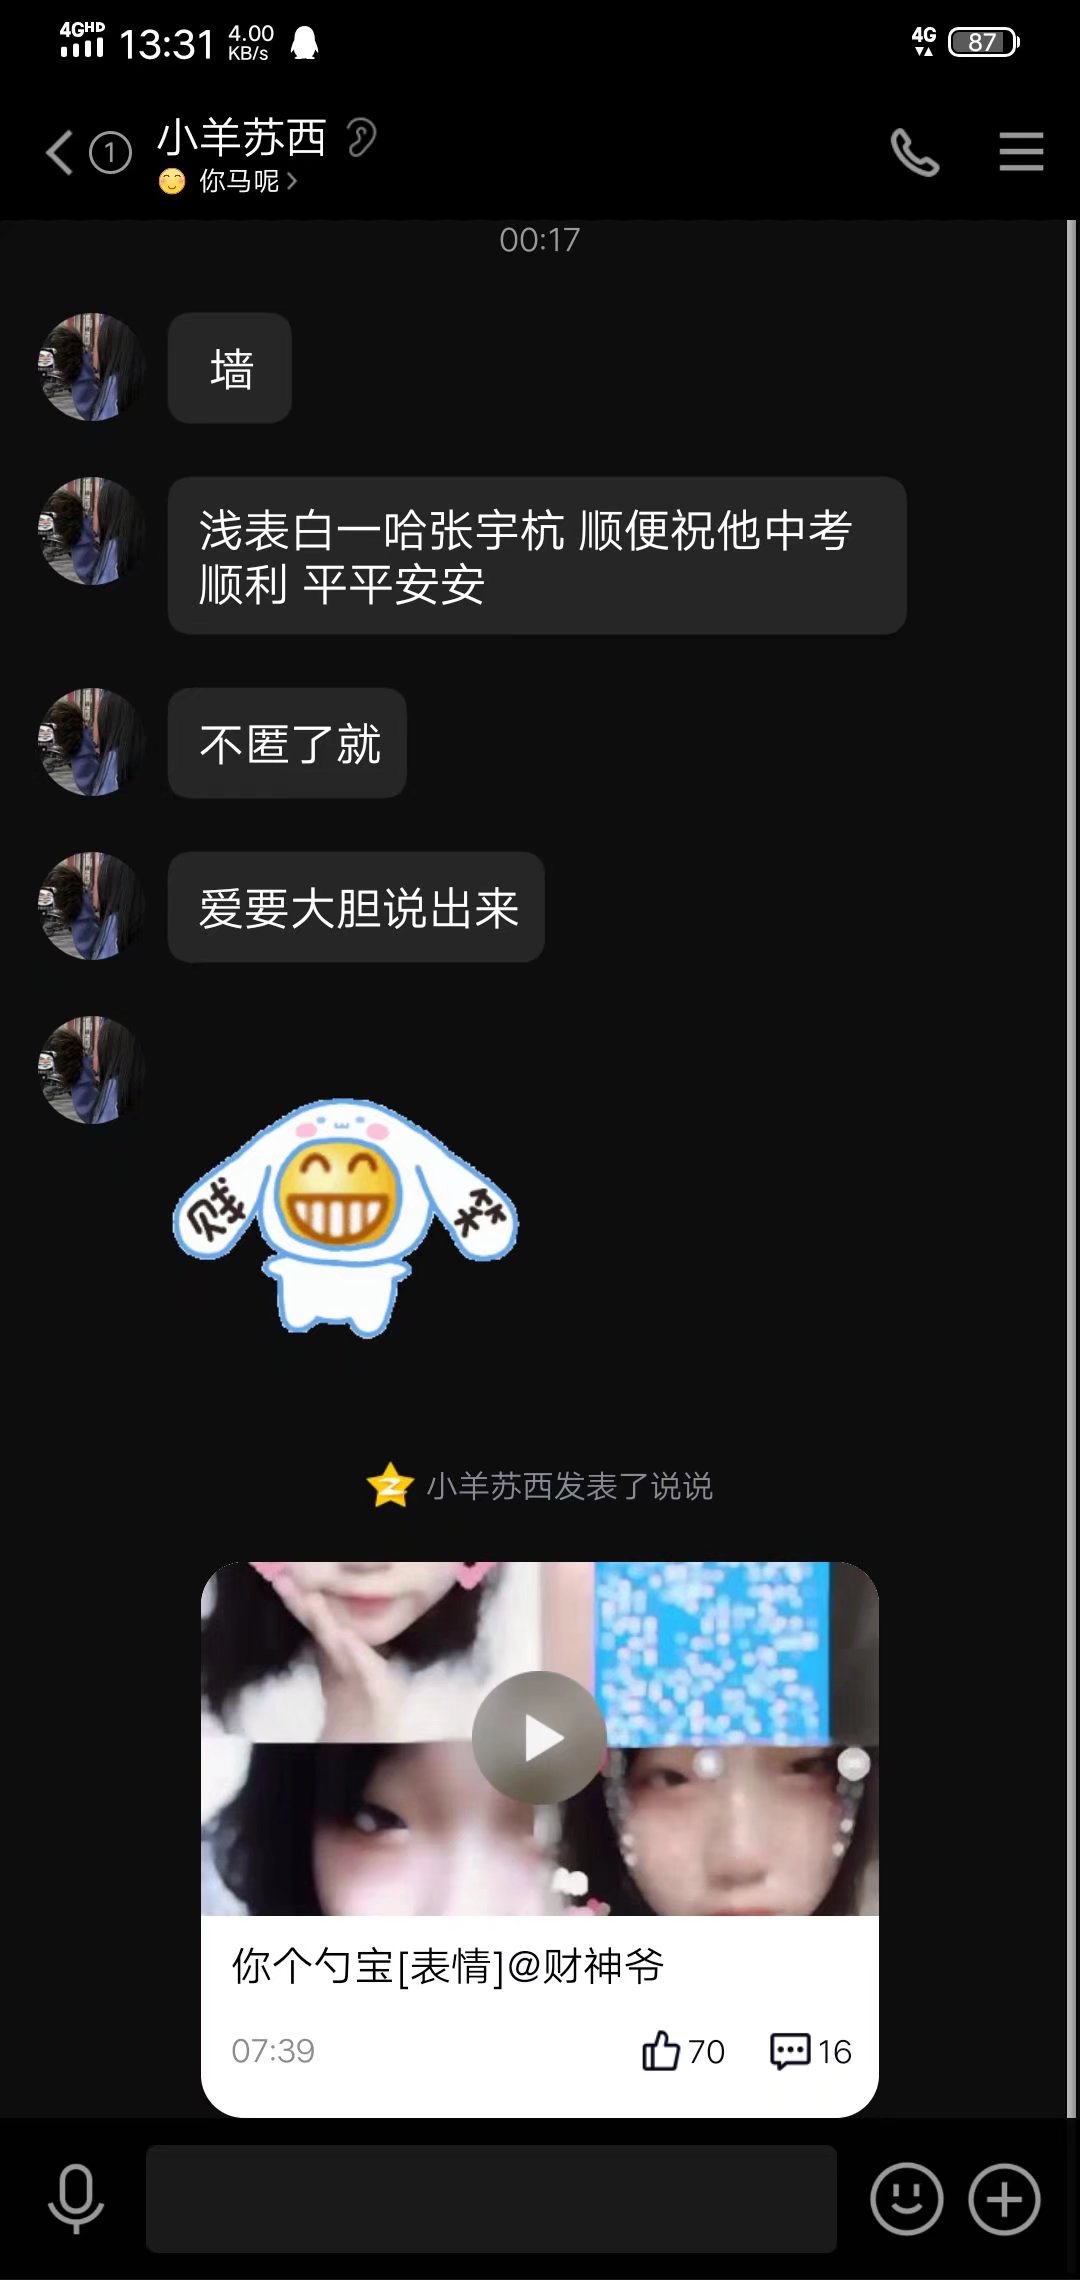 4G HD 13:31 4.00 KB/s 4G 87
1 小羊苏西
你马呢
00:17
墙
浅表白一哈张宇杭 顺便祝他中考
顺利 平平安安
不匿了就
爱要大胆说出来
贱 笑
小羊苏西发表了说说
你个勺宝[表情]@财神爷
07:39 70 16